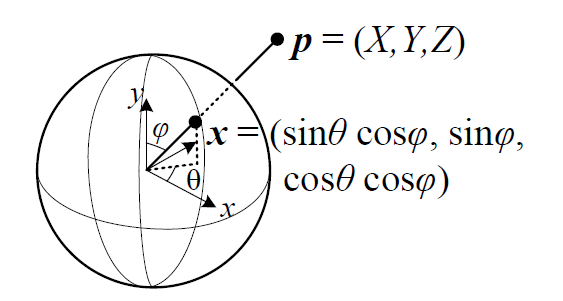 p = (X,Y,Z)
y
φ
x = (sinθ cosφ, sinφ,
cosθ cosφ)
θ
x